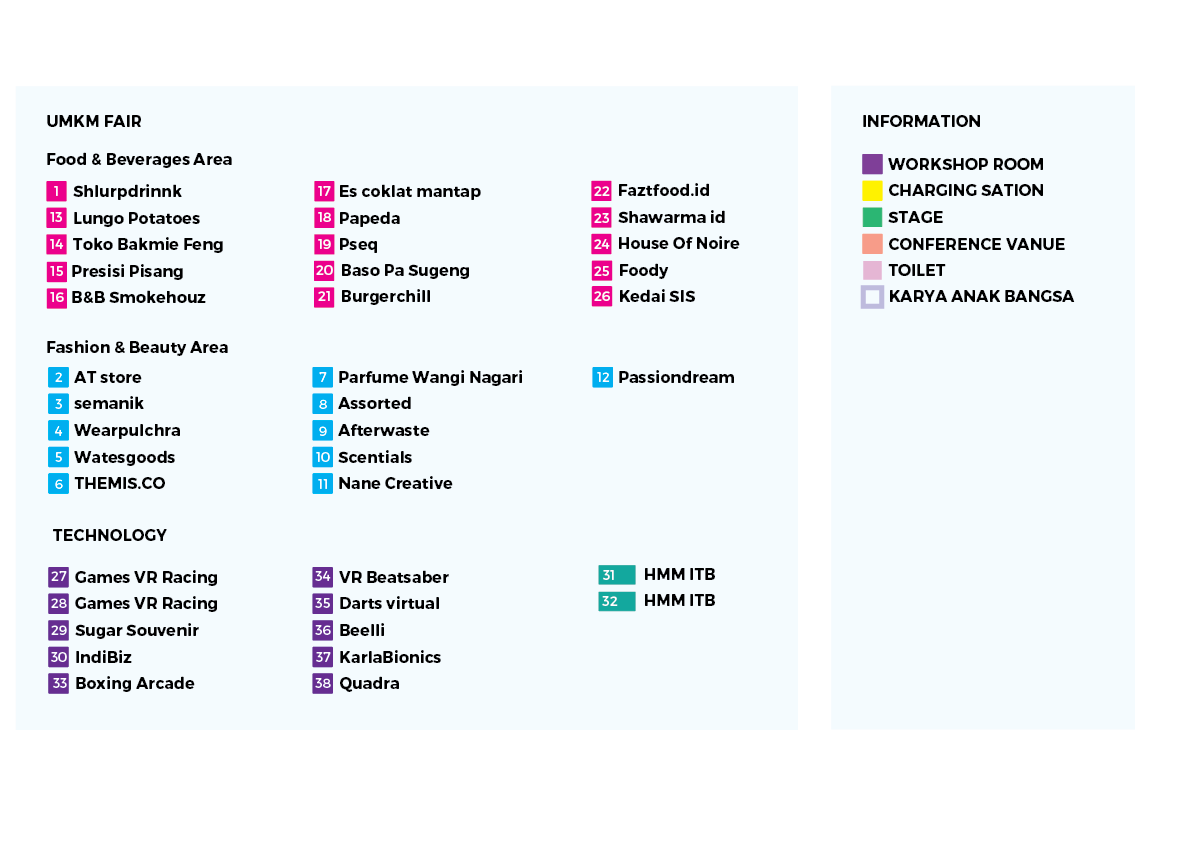 UMKM FAIR
Food & Beverages Area
1 Shlurpdrinnk
13 Lungo Potatoes
14 Toko Bakmie Feng
15 Presisi Pisang
16 B&B Smokehouz
17 Es coklat mantap
18 Papeda
19 Pseq
20 Baso Pa Sugeng
21 Burgerchill
22 Faztfood.id
23 Shawarma id
24 House Of Noire
25 Foody
26 Kedai SIS
Fashion & Beauty Area
2 AT store
3 semanik
4 Wearpulchra
5 Watesgoods
6 THEMIS.CO
7 Parfume Wangi Nagari
8 Assorted
9 Afterwaste
10 Scentials
11 Nane Creative
12 Passiondream
TECHNOLOGY
27 Games VR Racing
28 Games VR Racing
29 Sugar Souvenir
30 IndiBiz
33 Boxing Arcade
34 VR Beatsaber
35 Darts virtual
36 Beelli
37 KarlaBionics
38 Quadra
31 HMM ITB
32 HMM ITB
INFORMATION
WORKSHOP ROOM
CHARGING SATION
STAGE
CONFERENCE VANUE
TOILET
KARYA ANAK BANGSA